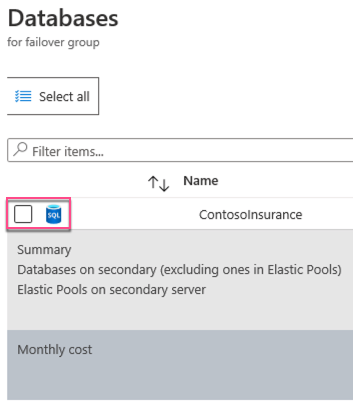 Databases
for failover group
Select all
Filter items...
Name
SQL
ContosoInsurance
Summary
Databases on secondary (excluding ones in Elastic Pools)
Elastic Pools on secondary server
Monthly cost